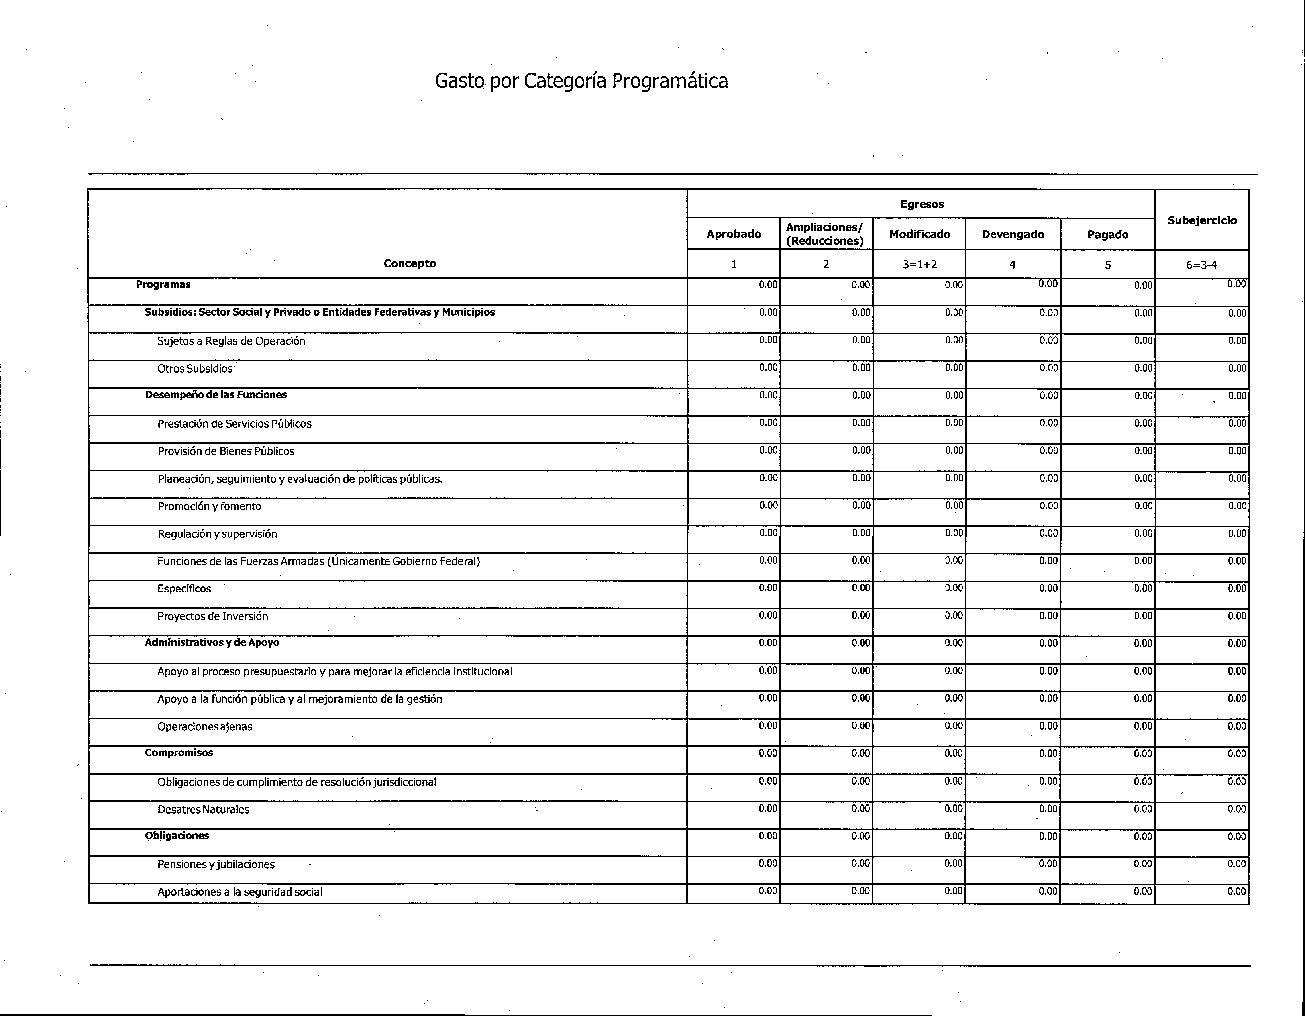 Gasto por Categoría Programática
Egresos
Subejercicio
Aprobado Ampliaciones/ (Reducciones) Modificado Devengado Pagado
Concepto 1 2 3=1+2 4 5 6=3-4
Programas 0.00 0.00 0.00 0.00 0.00 0.00
Subsidios: Sector Social y Privado o Entidades Federativas y Municipios 0.00 0.00 0.00 0.00 0.00 0.00
Sujetos a Reglas de Operación 0.00 0.00 0.00 0.00 0.00 0.00
Otros Subsidios 0.00 0.00 0.00 0.00 0.00 0.00
Desempeño de las Funciones 0.00 0.00 0.00 0.00 0.00 0.00
Prestación de Servicios Públicos 0.00 0.00 0.00 0.00 0.00 0.00
Provisión de Bienes Públicos 0.00 0.00 0.00 0.00 0.00 0.00
Planeación, seguimiento y evaluación de políticas públicas. 0.00 0.00 0.00 0.00 0.00 0.00
Promoción y fomento 0.00 0.00 0.00 0.00 0.00 0.00
Regulación y supervisión 0.00 0.00 0.00 0.00 0.00 0.00
Funciones de las Fuerzas Armadas (Únicamente Gobierno Federal) 0.00 0.00 0.00 0.00 0.00 0.00
Específicos 0.00 0.00 0.00 0.00 0.00 0.00
Proyectos de Inversión 0.00 0.00 0.00 0.00 0.00 0.00
Administrativos y de Apoyo 0.00 0.00 0.00 0.00 0.00 0.00
Apoyo al proceso presupuestario y para mejorar la eficiencia institucional 0.00 0.00 0.00 0.00 0.00 0.00
Apoyo a la función pública y al mejoramiento de la gestión 0.00 0.00 0.00 0.00 0.00 0.00
Operaciones ajenas 0.00 0.00 0.00 0.00 0.00 0.00
Compromisos 0.00 0.00 0.00 0.00 0.00 0.00
Obligaciones de cumplimiento de resolución jurisdiccional 0.00 0.00 0.00 0.00 0.00 0.00
Desatres Naturales 0.00 0.00 0.00 0.00 0.00 0.00
Obligaciones 0.00 0.00 0.00 0.00 0.00 0.00
Pensiones y jubilaciones 0.00 0.00 0.00 0.00 0.00 0.00
Aportaciones a la seguridad social 0.00 0.00 0.00 0.00 0.00 0.00